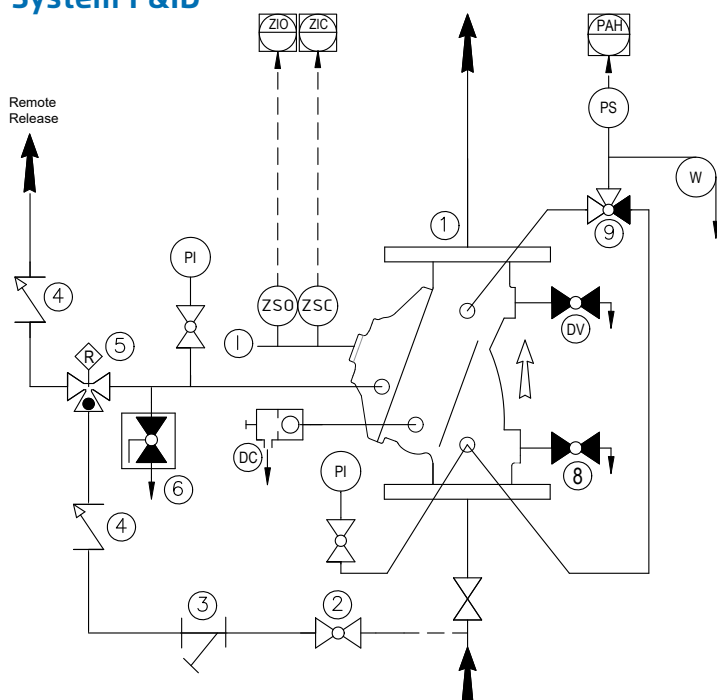 System P&ID
ZIO
ZIC
PAH
Remote
Release
PS
W
1
9
PI
4
ZSO
ZSC
I
DV
5
R
DC
PI
8
6
4
3
2